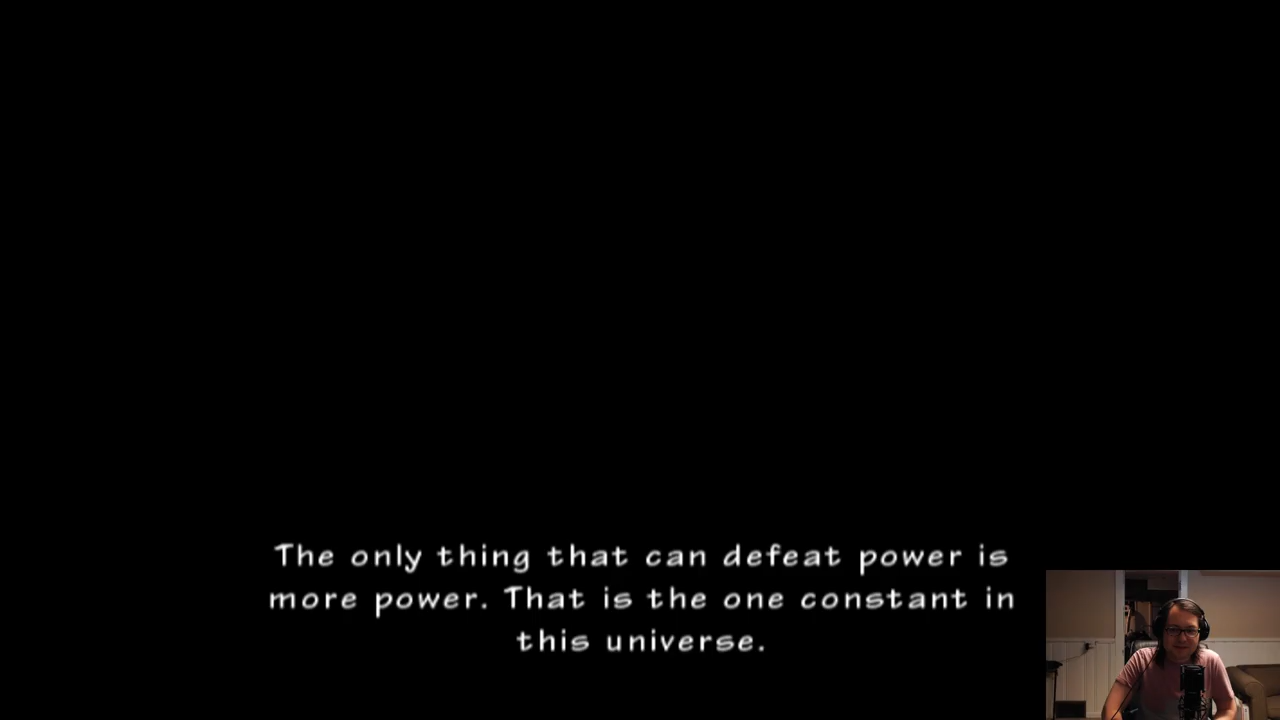 The only thing that can defeat power is
more power. That is the one constant in
this universe.